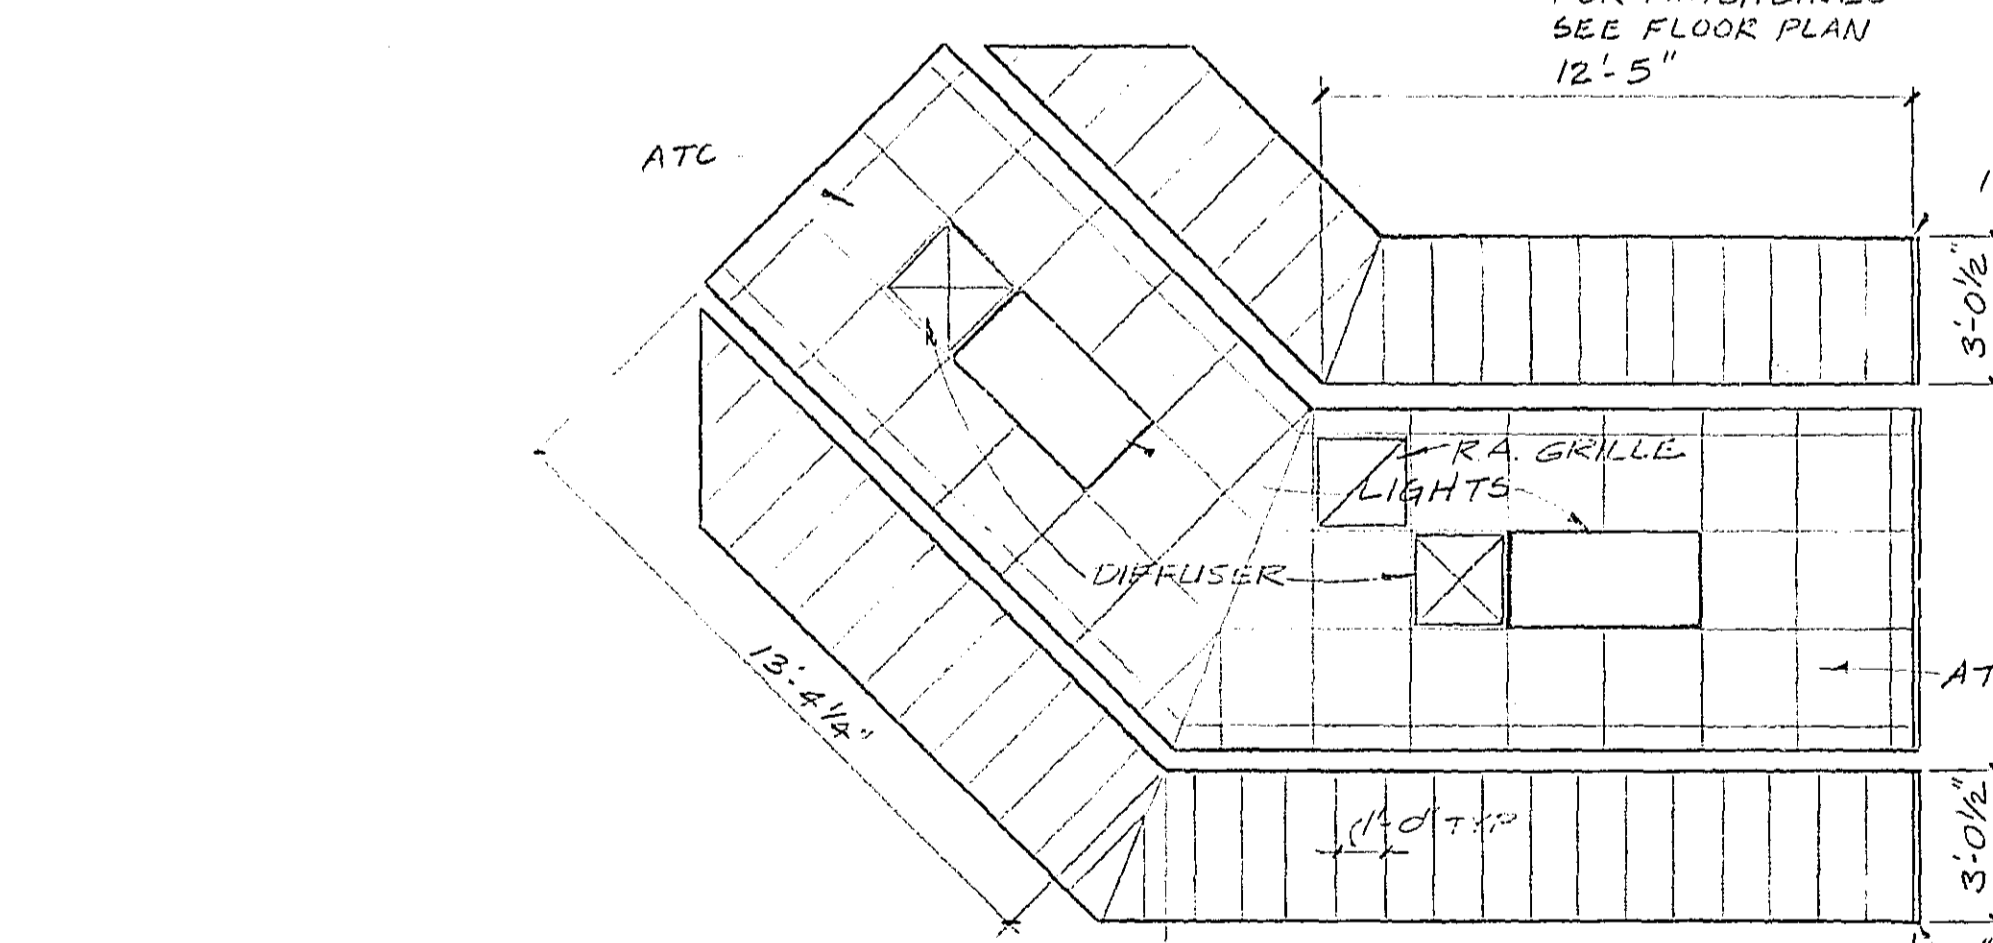 SEE FLOOR PLAN
12'-5"
ATC
3'-0½"
R.A. GRILLE
LIGHTS
DIFFUSER
AT
13'-4¼"
1'-0" TYP
3'-0½"